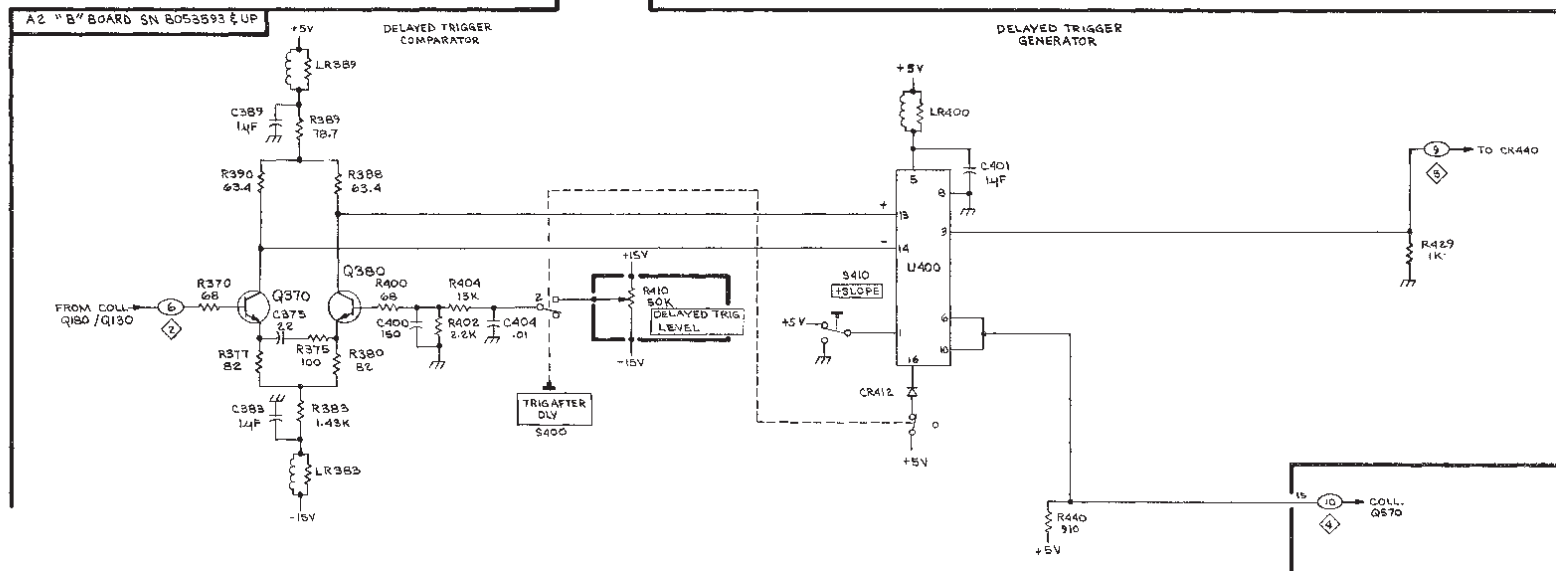 A2 "B" BOARD SN B053593 & UP
DELAYED TRIGGER
COMPARATOR
DELAYED TRIGGER
GENERATOR
+5V
LR389
C389
1μF
R389
78.7
R390
63.4
R388
63.4
+5V
LR400
C401
1μF
5
8
9
TO CR440
3
+
13
3
-
14
U400
R429
1K
Q380
R370
68
Q370
FROM COLL
Q180 / Q130
6
2
C375
22
R377
82
R375
100
R380
82
R400
68
C400
150
R404
13K
R402
2.2K
C404
.01
2
+15V
R410
50K
DELAYED TRIG
LEVEL
-15V
S410
+SLOPE
+5V
1
6
10
16
CR412
+5V
TRIG AFTER
DLY
S400
C383
1μF
R383
1.43K
LR383
-15V
R440
910
+5V
15
10
COLL.
Q570
4